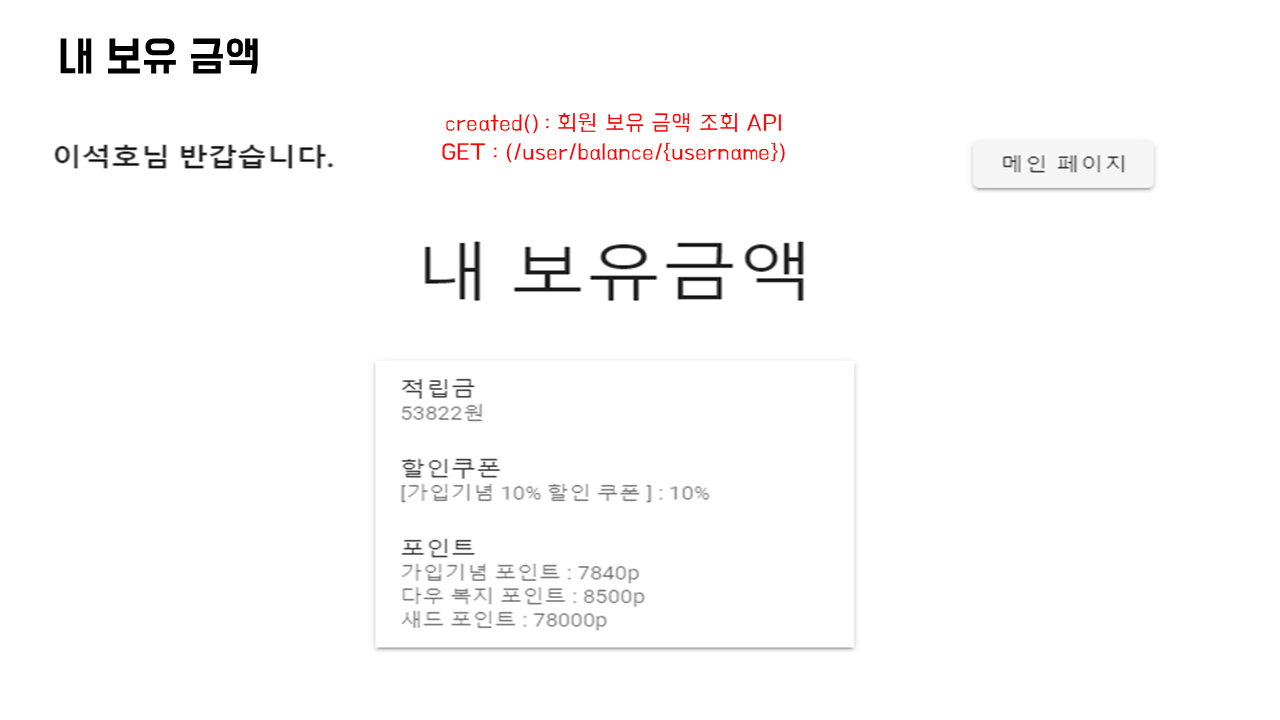 내 보유 금액
created() : 회원 보유 금액 조회 API
GET : (/user/balance/{username})
이석호님 반갑습니다.
메인 페이지
내 보유금액
적립금
53822원
할인쿠폰
[가입기념 10% 할인 쿠폰 ] : 10%
포인트
가입기념 포인트 : 7840p
다우 복지 포인트 : 8500p
새드 포인트 : 78000p